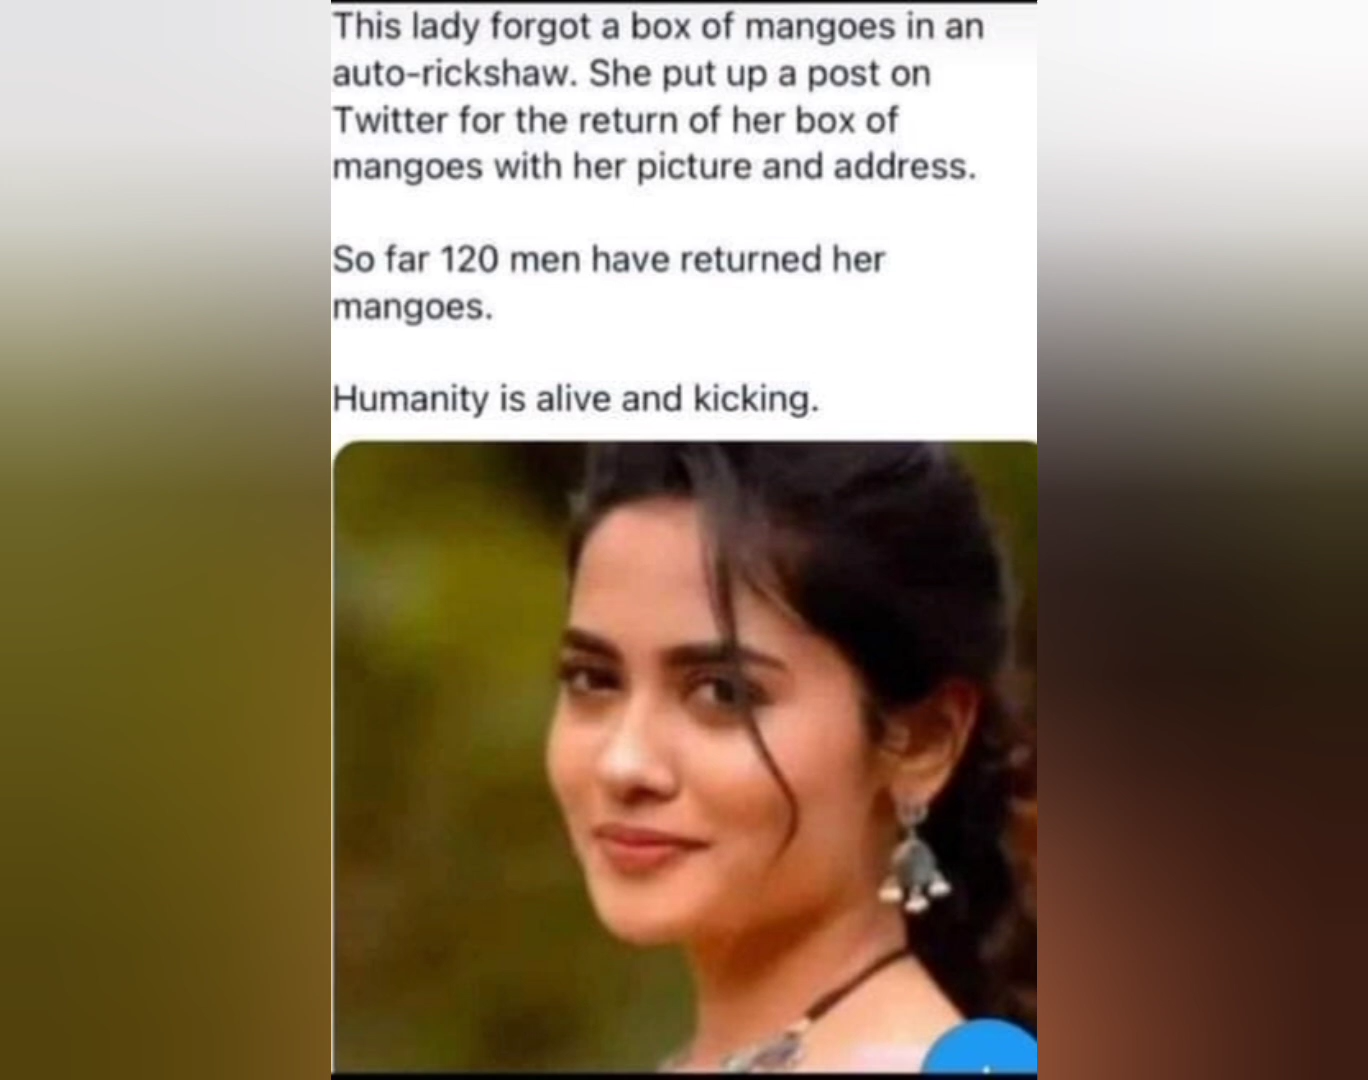 This lady forgot a box of mangoes in an
auto-rickshaw. She put up a post on
Twitter for the return of her box of
mangoes with her picture and address.
So far 120 men have returned her
mangoes.
Humanity is alive and kicking.